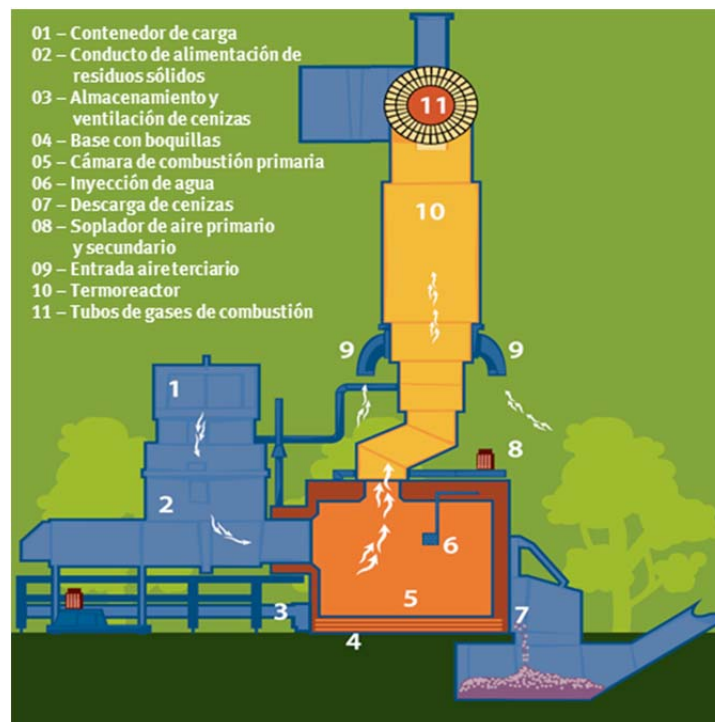 01 – Contenedor de carga
02 – Conducto de alimentación de
residuos sólidos
03 – Almacenamiento y
ventilación de cenizas
04 – Base con boquillas
05 – Cámara de combustión primaria
06 – Inyección de agua
07 – Descarga de cenizas
08 – Soplador de aire primario
y secundario
09 – Entrada aire terciario
10 – Termoreactor
11 – Tubos de gases de combustión
11
10
9 9
1
8
2
6
5
3
7
4